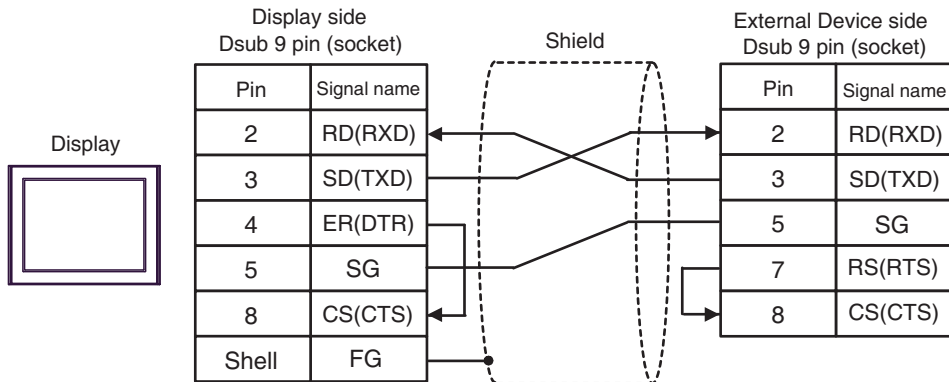 Display side
Dsub 9 pin (socket)
Shield
External Device side
Dsub 9 pin (socket)
Display
Pin Signal name
2 RD(RXD)
3 SD(TXD)
4 ER(DTR)
5 SG
8 CS(CTS)
Shell FG
Pin Signal name
2 RD(RXD)
3 SD(TXD)
5 SG
7 RS(RTS)
8 CS(CTS)